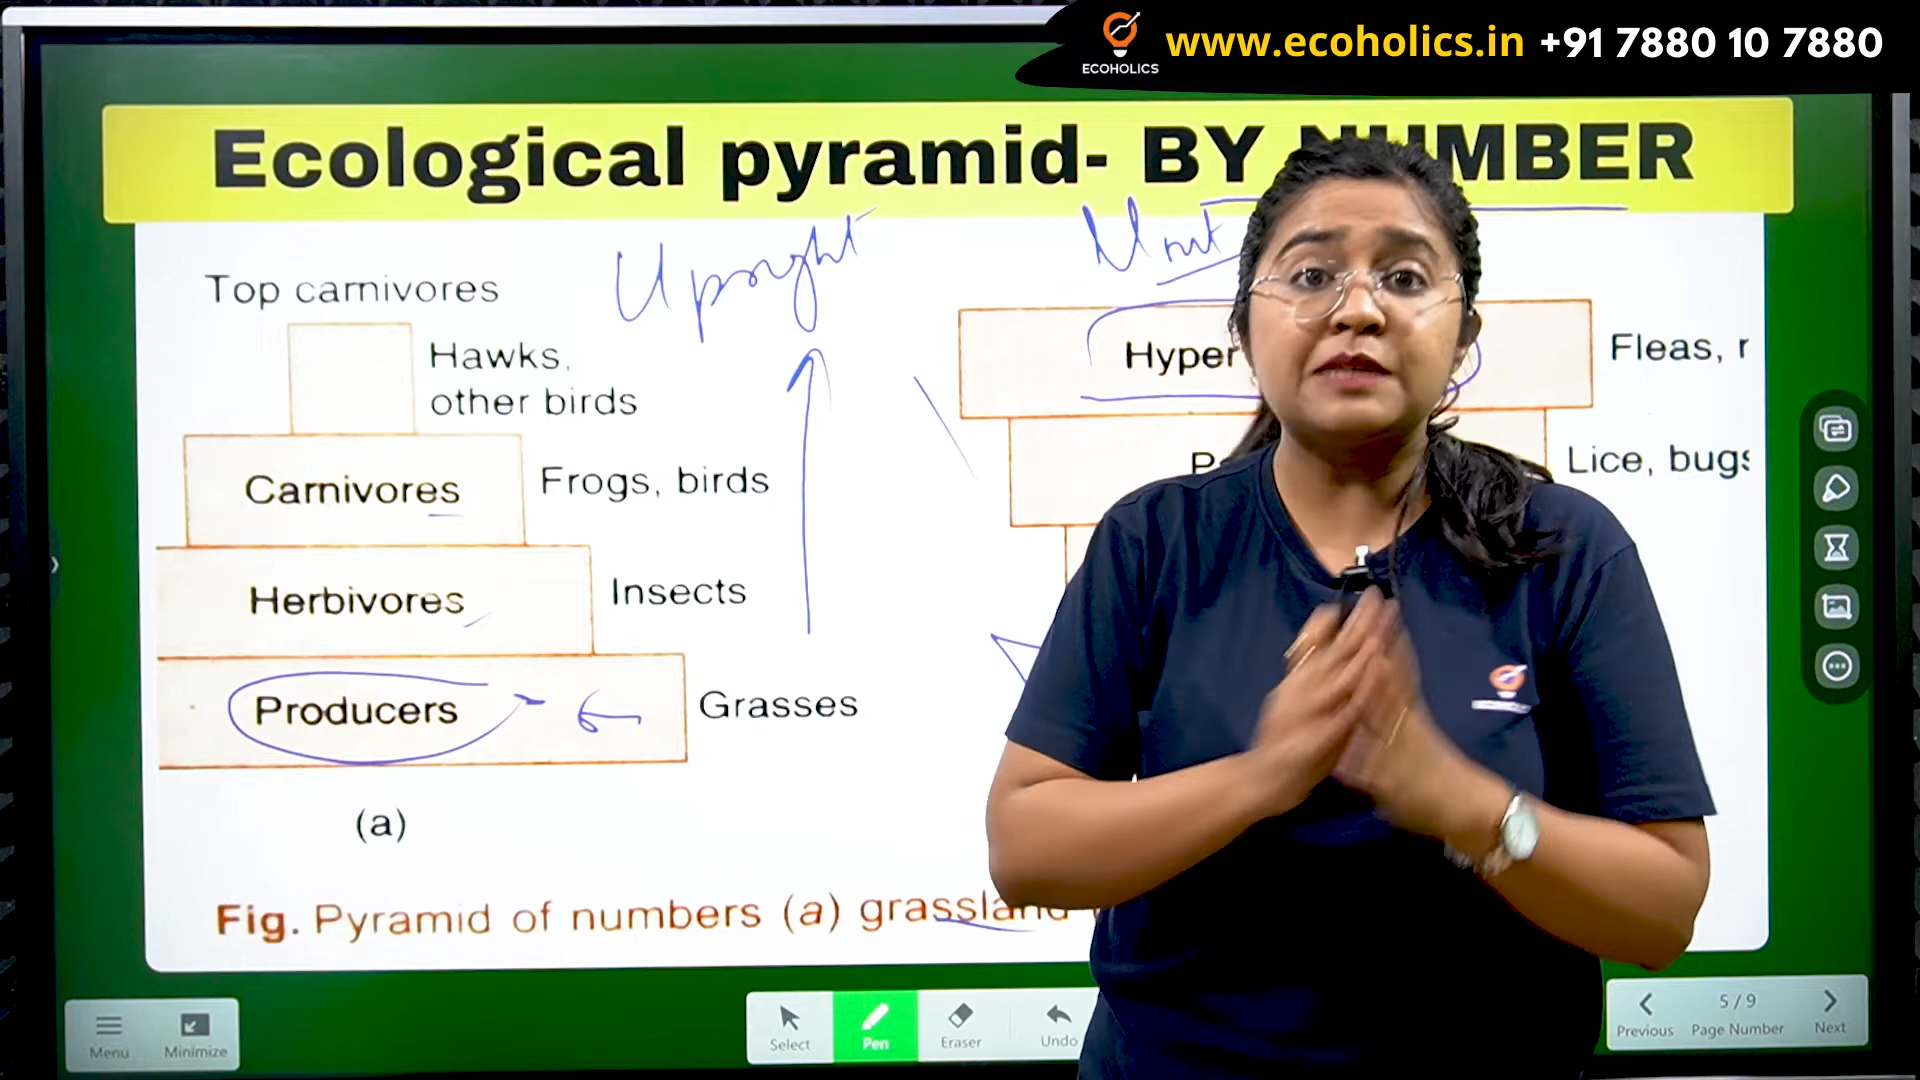 www.ecoholics.in +91 7880 10 7880
ECOHOLICS
Ecological pyramid- BY NUMBER
Upright
Top carnivores
Hawks,
other birds
Carnivores
Frogs, birds
Herbivores
Insects
Producers
Grasses
(a)
Hyper
Fleas, r
Lice, bugs
Fig. Pyramid of numbers (a) grassland
Menu
Minimize
Select
Pen
Eraser
Undo
5/9
Previous
Page Number
Next